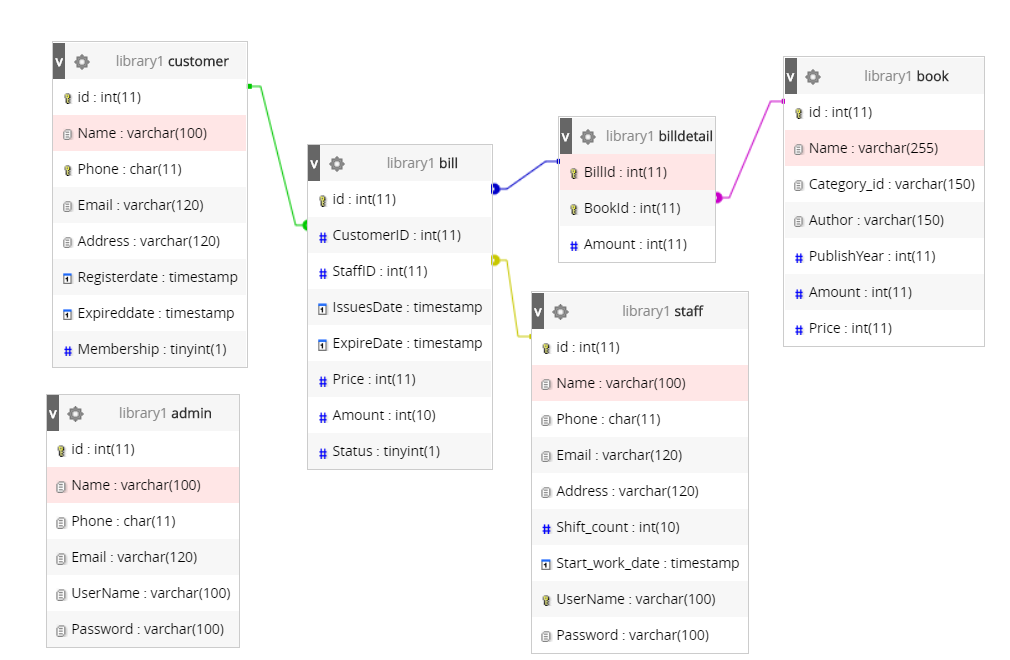 v library1 customer
id : int(11)
Name : varchar(100)
Phone : char(11)
Email : varchar(120)
Address : varchar(120)
Registerdate : timestamp
Expireddate : timestamp
# Membership : tinyint(1)
v library1 admin
id : int(11)
Name : varchar(100)
Phone : char(11)
Email : varchar(120)
UserName : varchar(100)
Password : varchar(100)
v library1 bill
id : int(11)
# CustomerID : int(11)
# StaffID : int(11)
IssuesDate : timestamp
ExpireDate : timestamp
# Price : int(11)
# Amount : int(10)
# Status : tinyint(1)
v library1 billdetail
BillId : int(11)
BookId : int(11)
# Amount : int(11)
v library1 staff
id : int(11)
Name : varchar(100)
Phone : char(11)
Email : varchar(120)
Address : varchar(120)
# Shift_count : int(10)
Start_work_date : timestamp
UserName : varchar(100)
Password : varchar(100)
v library1 book
id : int(11)
Name : varchar(255)
Category_id : varchar(150)
Author : varchar(150)
# PublishYear : int(11)
# Amount : int(11)
# Price : int(11)